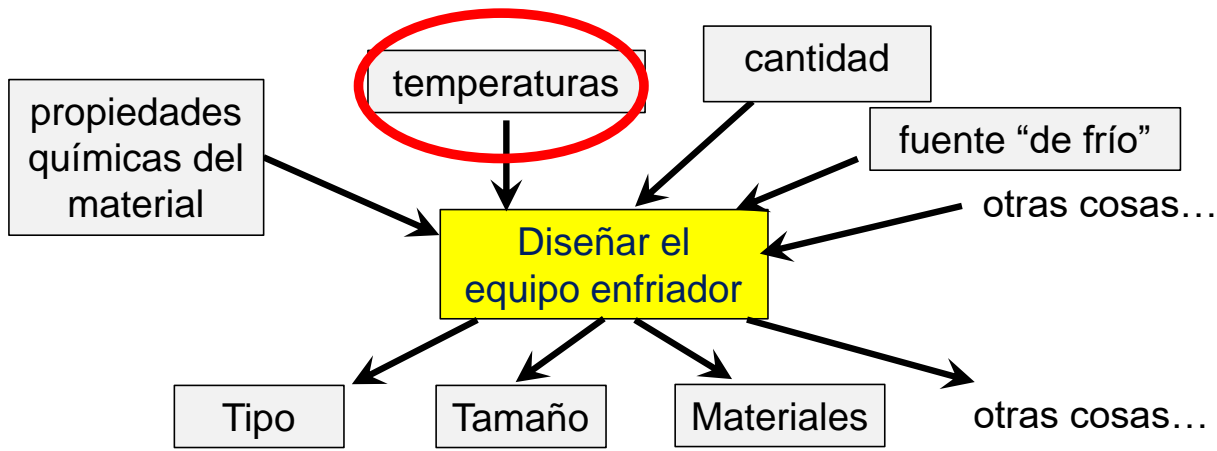 temperaturas
cantidad
propiedades
químicas del
material
fuente “de frío”
otras cosas…
Diseñar el
equipo enfriador
Tipo
Tamaño
Materiales
otras cosas…